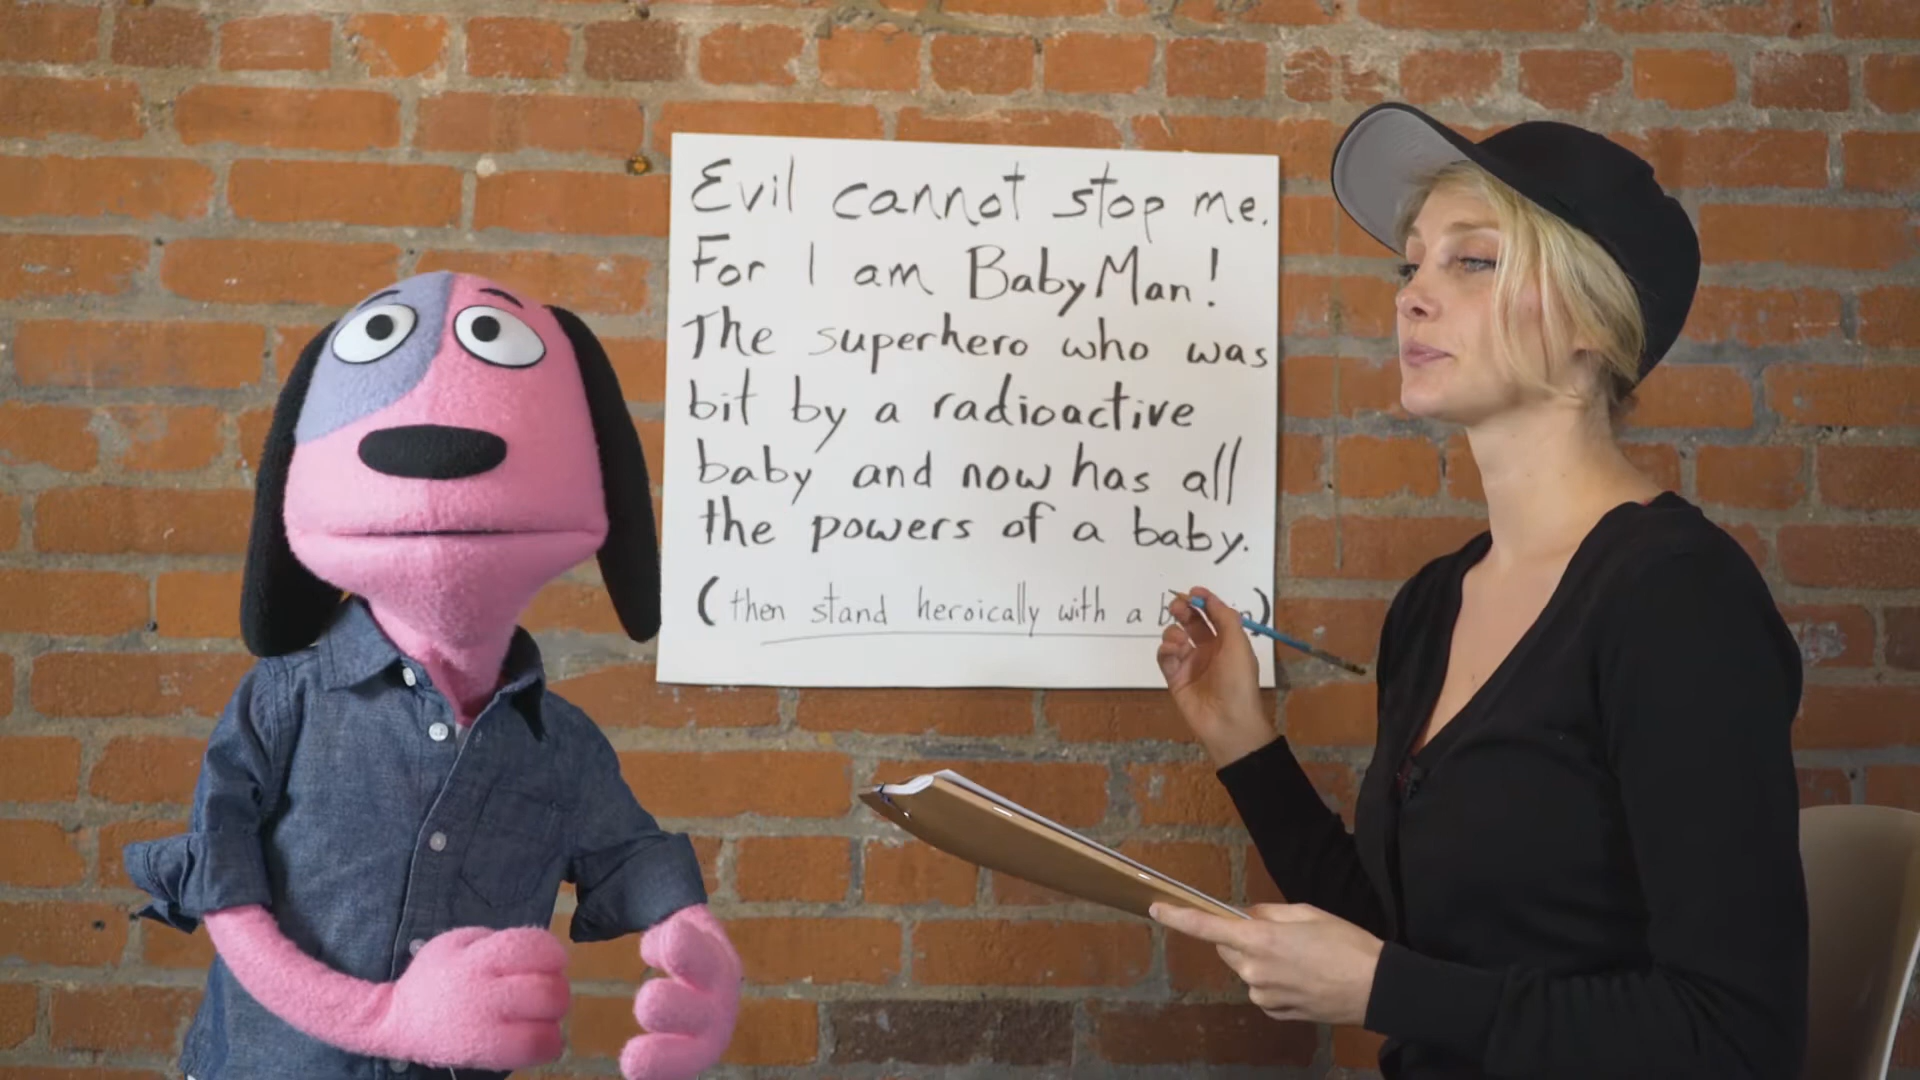 Evil cannot stop me.
For I am BabyMan!
The superhero who was
bit by a radioactive
baby and now has all
the powers of a baby.
(then stand heroically with a